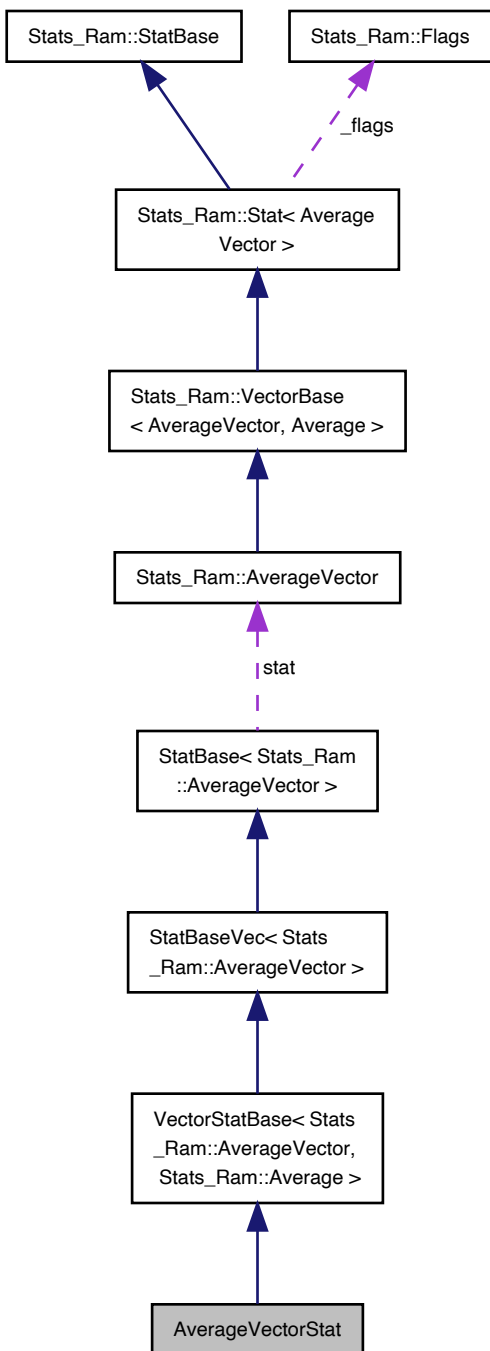 Stats_Ram::StatBase
Stats_Ram::Flags
_flags
Stats_Ram::Stat< Average
Vector >
Stats_Ram::VectorBase
< AverageVector, Average >
Stats_Ram::AverageVector
stat
StatBase< Stats_Ram
::AverageVector >
StatBaseVec< Stats
_Ram::AverageVector >
VectorStatBase< Stats
_Ram::AverageVector,
Stats_Ram::Average >
AverageVectorStat